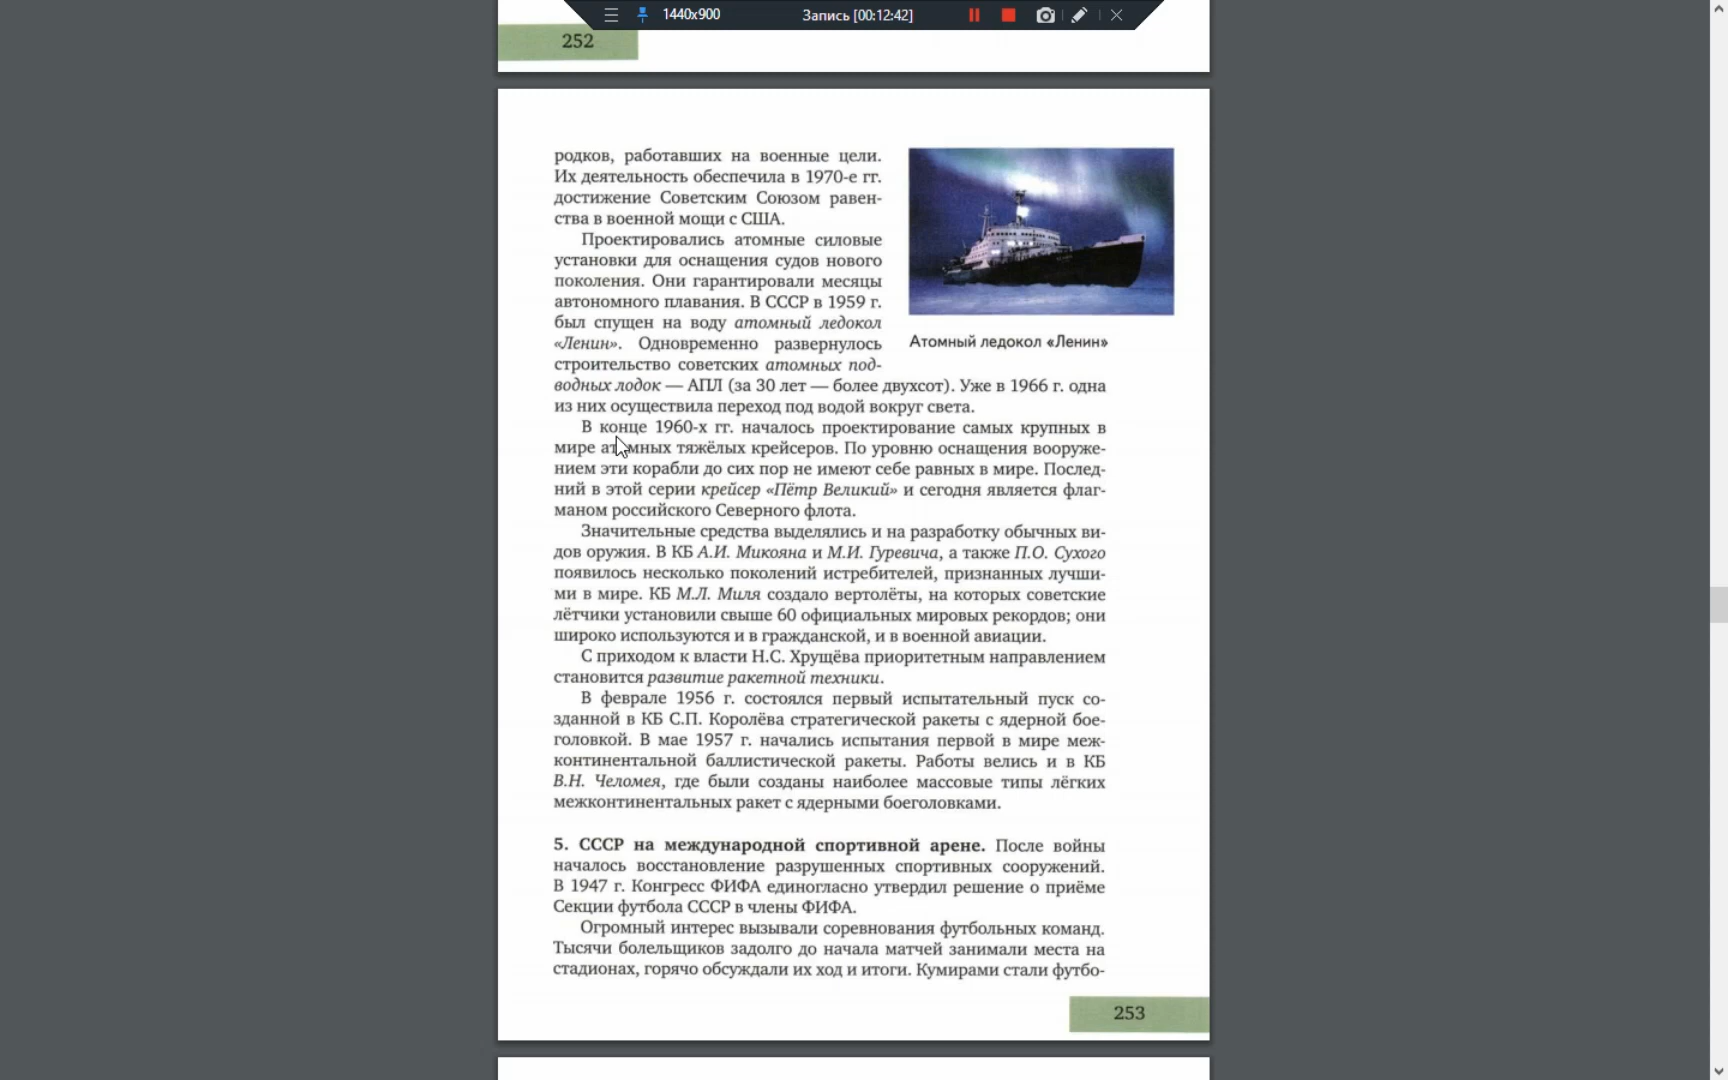 1440x900
Запись [00:12:42]
252
родков, работавших на военные цели.
Их деятельность обеспечила в 1970-е гг.
достижение Советским Союзом равен-
ства в военной мощи с США.
Проектировались атомные силовые
установки для оснащения судов нового
поколения. Они гарантировали месяцы
автономного плавания. В СССР в 1959 г.
был спущен на воду атомный ледокол
«Ленин». Одновременно развернулось
строительство советских атомных под-
водных лодок — АПЛ (за 30 лет — более двухсот). Уже в 1966 г. одна
из них осуществила переход под водой вокруг света.
Атомный ледокол «Ленин»
В конце 1960-х гг. началось проектирование самых крупных в
мире атомных тяжёлых крейсеров. По уровню оснащения вооруже-
нием эти корабли до сих пор не имеют себе равных в мире. Послед-
ний в этой серии крейсер «Пётр Великий» и сегодня является флаг-
маном российского Северного флота.
Значительные средства выделялись и на разработку обычных ви-
дов оружия. В КБ А.И. Микояна и М.И. Гуревича, а также П.О. Сухого
появилось несколько поколений истребителей, признанных лучши-
ми в мире. КБ М.Л. Миля создало вертолёты, на которых советские
лётчики установили свыше 60 официальных мировых рекордов; они
широко используются и в гражданской, и в военной авиации.
С приходом к власти Н.С. Хрущёва приоритетным направлением
становится развитие ракетной техники.
В феврале 1956 г. состоялся первый испытательный пуск со-
зданной в КБ С.П. Королёва стратегической ракеты с ядерной бое-
головкой. В мае 1957 г. начались испытания первой в мире меж-
континентальной баллистической ракеты. Работы велись и в КБ
В.Н. Челомея, где были созданы наиболее массовые типы лёгких
межконтинентальных ракет с ядерными боеголовками.
5. СССР на международной спортивной арене. После войны
началось восстановление разрушенных спортивных сооружений.
В 1947 г. Конгресс ФИФА единогласно утвердил решение о приёме
Секции футбола СССР в члены ФИФА.
Огромный интерес вызывали соревнования футбольных команд.
Тысячи болельщиков задолго до начала матчей занимали места на
стадионах, горячо обсуждали их ход и итоги. Кумирами стали футбо-
253